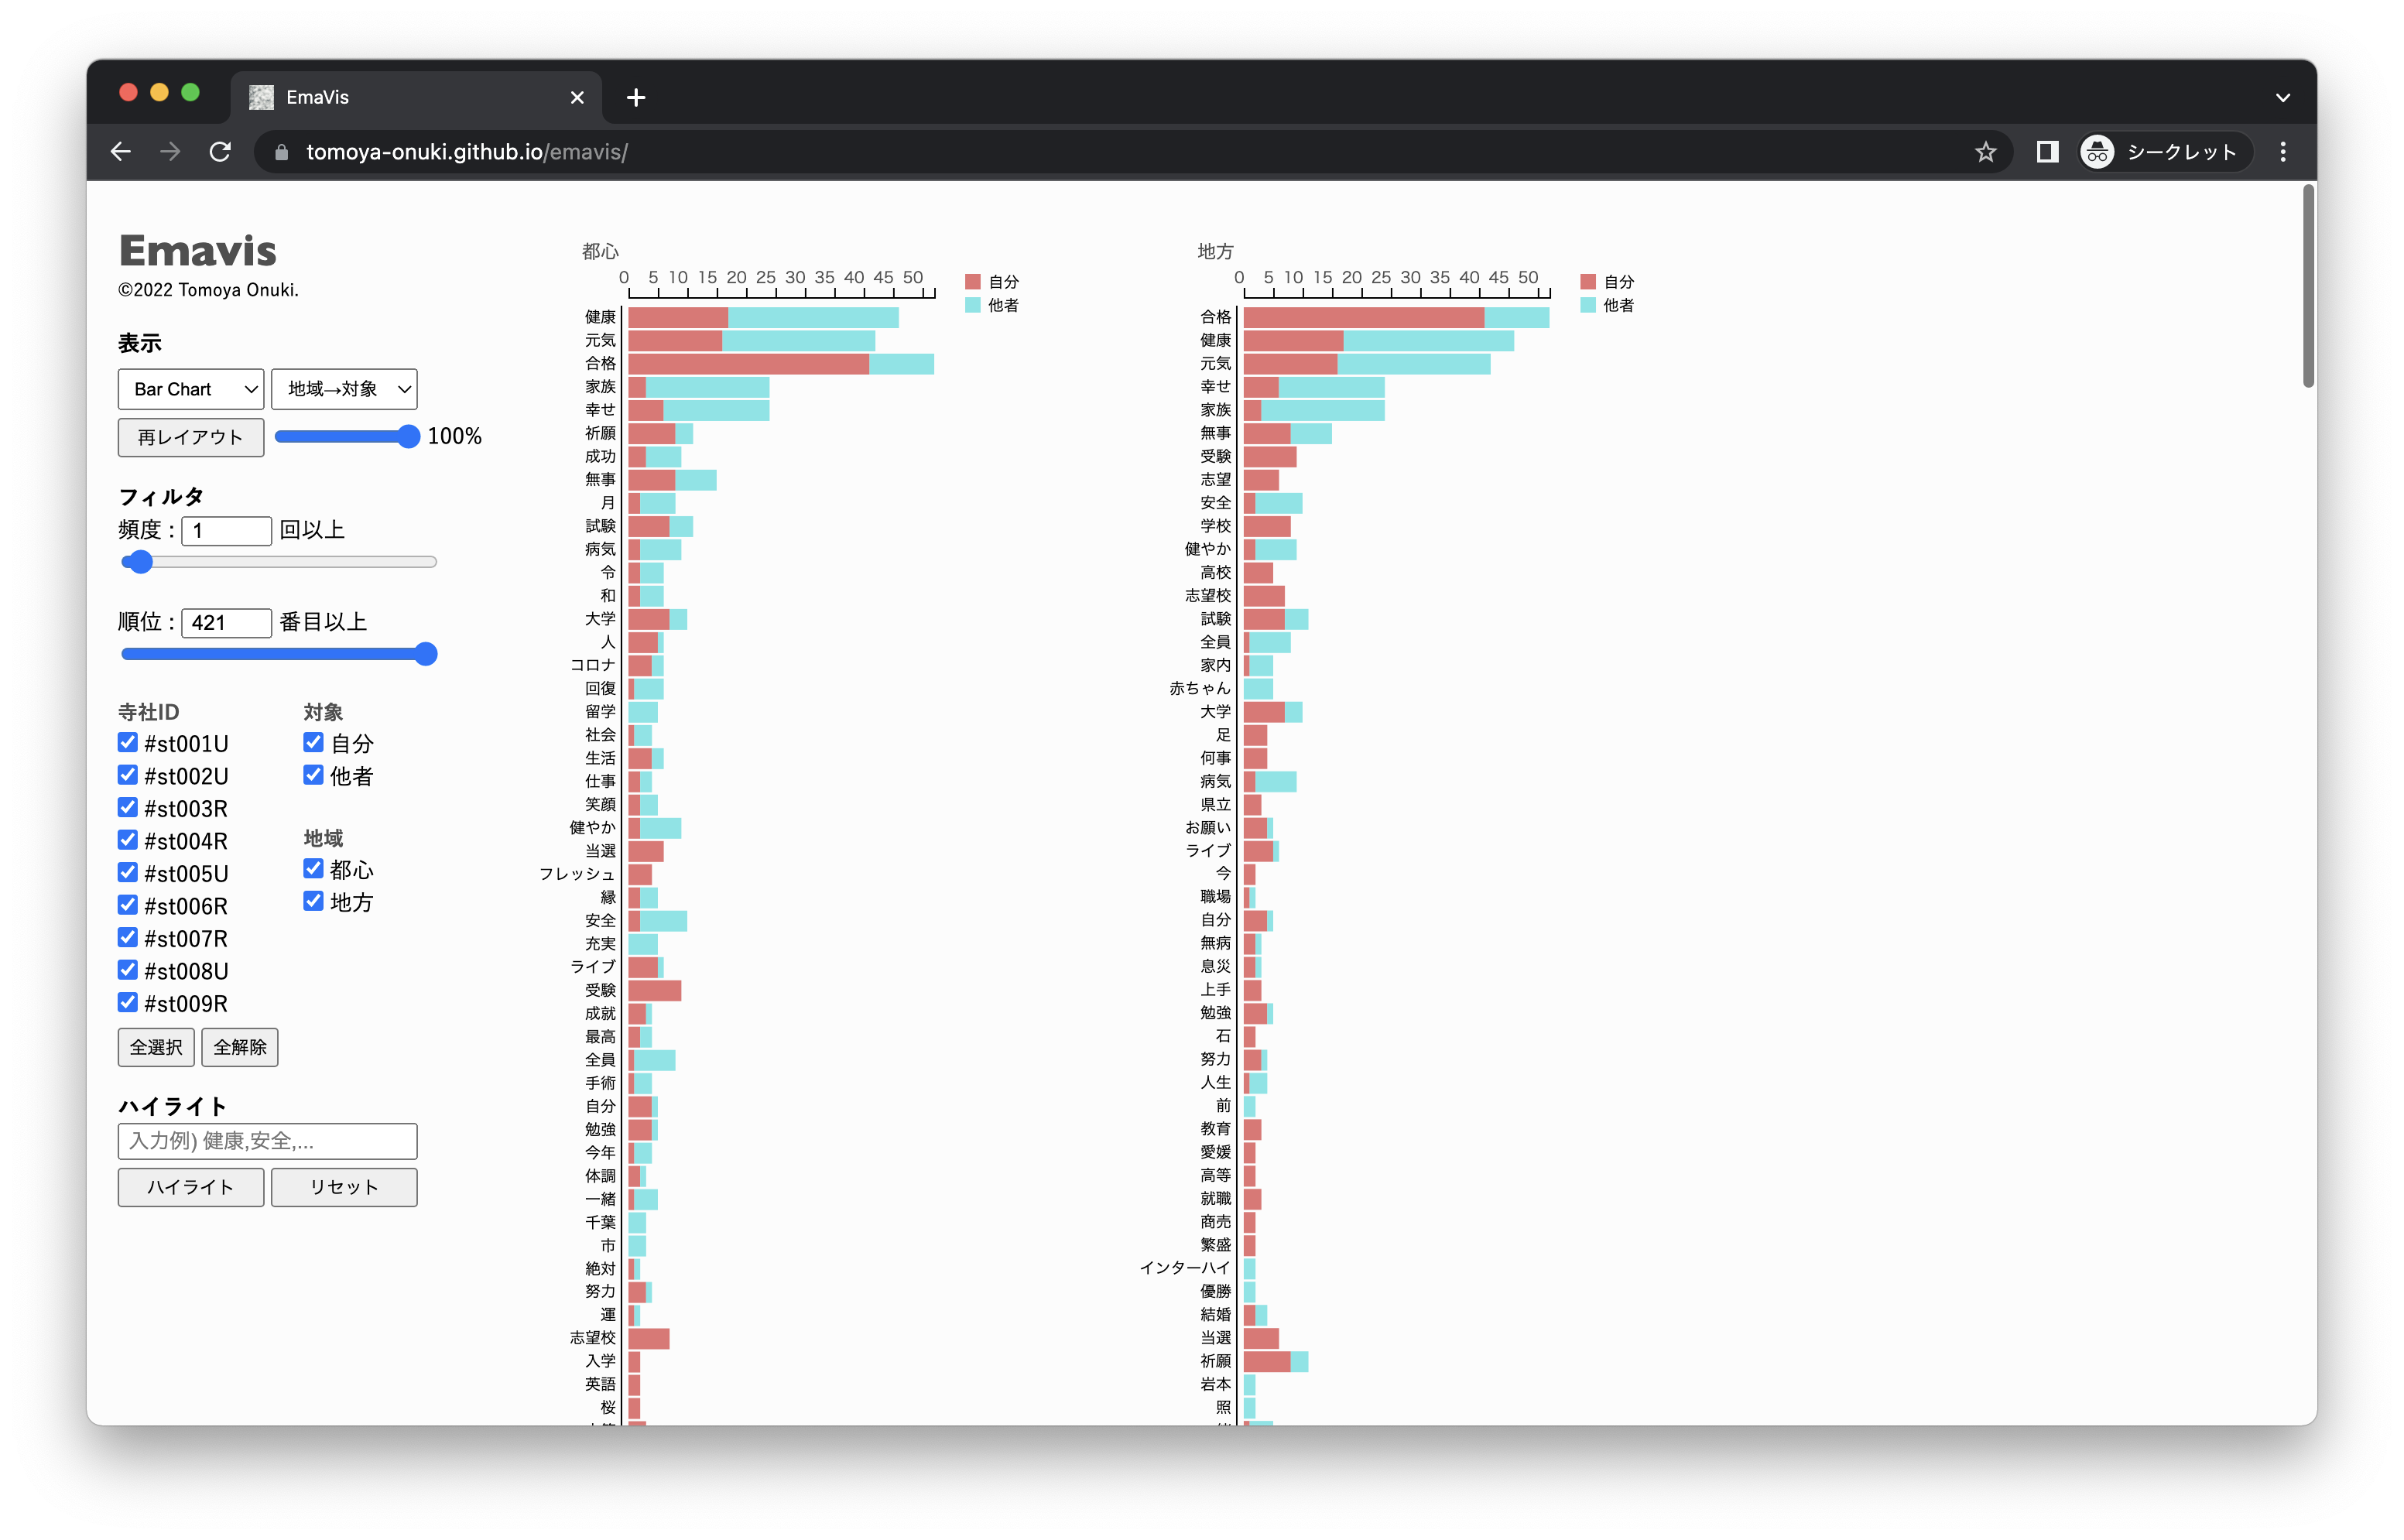 EmaVis
tomoya-onuki.github.io/emavis/
シークレット
Emavis
©2022 Tomoya Onuki.
表示
Bar Chart
地域→対象
再レイアウト
100%
フィルタ
頻度 : 1 回以上
順位 : 421 番目以上
寺社ID
#st001U
#st002U
#st003R
#st004R
#st005U
#st006R
#st007R
#st008U
#st009R
対象
自分
他者
地域
都心
地方
全選択
全解除
ハイライト
入力例) 健康,安全,...
ハイライト
リセット
都心
0 5 10 15 20 25 30 35 40 45 50
自分
他者
健康
元気
合格
家族
幸せ
祈願
成功
無事
月
試験
病気
令
和
大学
人
コロナ
回復
留学
社会
生活
仕事
笑顔
健やか
当選
フレッシュ
縁
安全
充実
ライブ
受験
成就
最高
全員
手術
自分
勉強
今年
体調
一緒
千葉
市
絶対
努力
運
志望校
入学
英語
桜
地方
0 5 10 15 20 25 30 35 40 45 50
自分
他者
合格
健康
元気
幸せ
家族
無事
受験
志望
安全
学校
健やか
高校
志望校
試験
全員
家内
赤ちゃん
大学
足
何事
病気
県立
お願い
ライブ
今
職場
自分
無病
息災
上手
勉強
石
努力
人生
前
教育
愛媛
高等
就職
商売
繁盛
インターハイ
優勝
結婚
当選
祈願
岩本
照